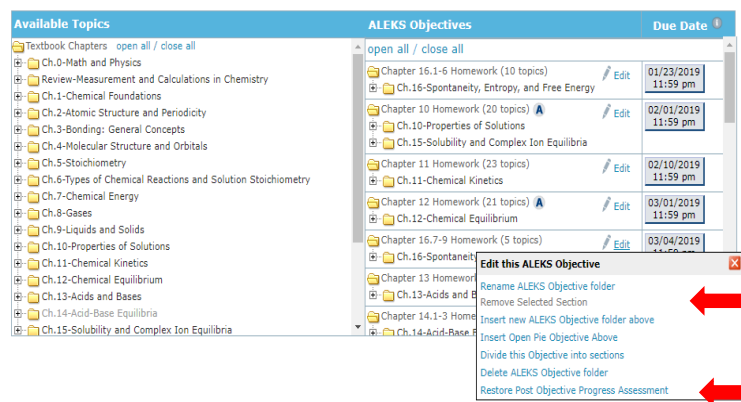 Available Topics
ALEKS Objectives
Due Date
Textbook Chapters open all / close all
Ch.0-Math and Physics
Review-Measurement and Calculations in Chemistry
Ch.1-Chemical Foundations
Ch.2-Atomic Structure and Periodicity
Ch.3-Bonding: General Concepts
Ch.4-Molecular Structure and Orbitals
Ch.5-Stoichiometry
Ch.6-Types of Chemical Reactions and Solution Stoichiometry
Ch.7-Chemical Energy
Ch.8-Gases
Ch.9-Liquids and Solids
Ch.10-Properties of Solutions
Ch.11-Chemical Kinetics
Ch.12-Chemical Equilibrium
Ch.13-Acids and Bases
Ch.14-Acid-Base Equilibria
Ch.15-Solubility and Complex Ion Equilibria
open all / close all
Chapter 16.1-6 Homework (10 topics) Edit
Ch.16-Spontaneity, Entropy, and Free Energy
01/23/2019
11:59 pm
Chapter 10 Homework (20 topics) A Edit
Ch.10-Properties of Solutions
Ch.15-Solubility and Complex Ion Equilibria
02/01/2019
11:59 pm
Chapter 11 Homework (23 topics) Edit
Ch.11-Chemical Kinetics
02/10/2019
11:59 pm
Chapter 12 Homework (21 topics) A Edit
Ch.12-Chemical Equilibrium
03/01/2019
11:59 pm
Chapter 16.7-9 Homework (5 topics) Edit
Ch.16-Spontaneity
03/04/2019
11:59 pm
Chapter 13 Homework
Ch.13-Acids and B
Chapter 14.1-3 Home
Ch.14-Acid-Base
Edit this ALEKS Objective
Rename ALEKS Objective folder
Remove Selected Section
Insert new ALEKS Objective folder above
Insert Open Pie Objective Above
Divide this Objective into sections
Delete ALEKS Objective folder
Restore Post Objective Progress Assessment